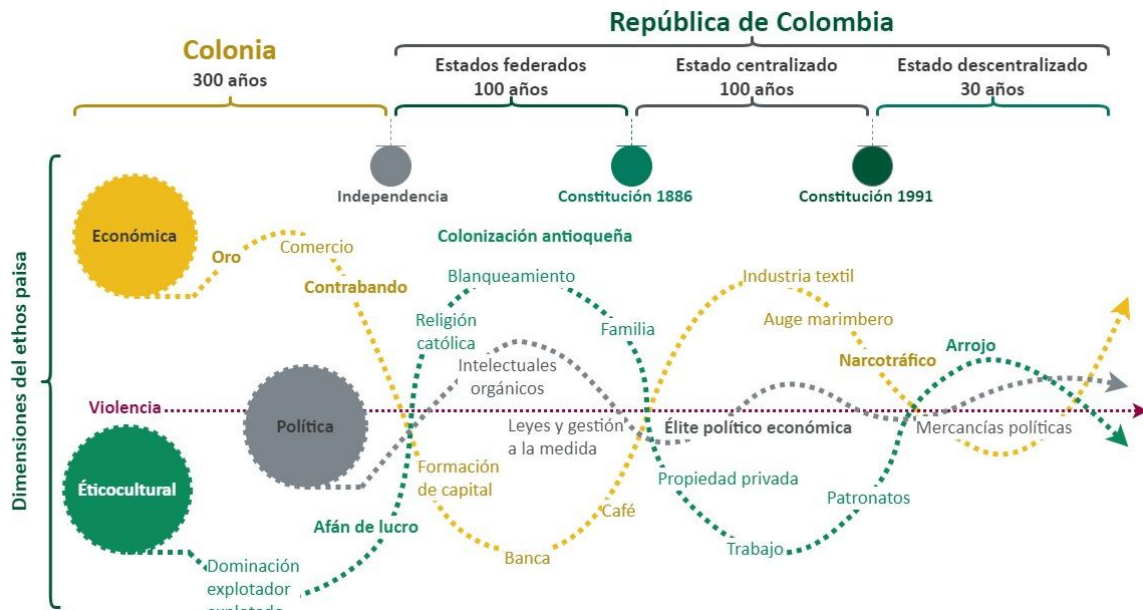 República de Colombia
Colonia
300 años
Estados federados
100 años
Estado centralizado
100 años
Estado descentralizado
30 años
Independencia
Constitución 1886
Constitución 1991
Dimensiones del ethos paisa
Económica
Oro
Comercio
Contrabando
Colonización antioqueña
Blanqueamiento
Religión
católica
Familia
Intelectuales
orgánicos
Industria textil
Auge marimbero
Narcotráfico
Arrojo
Violencia
Política
Leyes y gestión
a la medida
Élite político económica
Mercancías políticas
Éticocultural
Formación
de capital
Afán de lucro
Café
Banca
Propiedad privada
Patronatos
Trabajo
Dominación
explotador